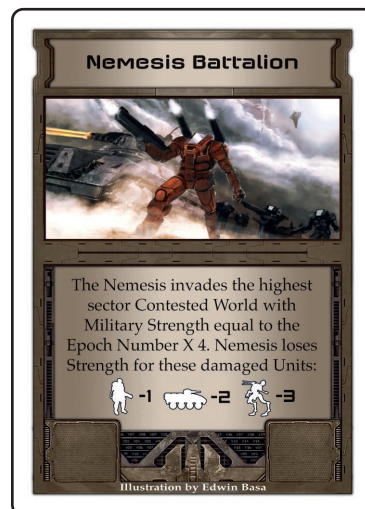 Nemesis Battalion
The Nemesis invades the highest
sector Contested World with
Military Strength equal to the
Epoch Number X 4. Nemesis loses
Strength for these damaged Units:
-1 -2 -3
Illustration by Edwin Basa